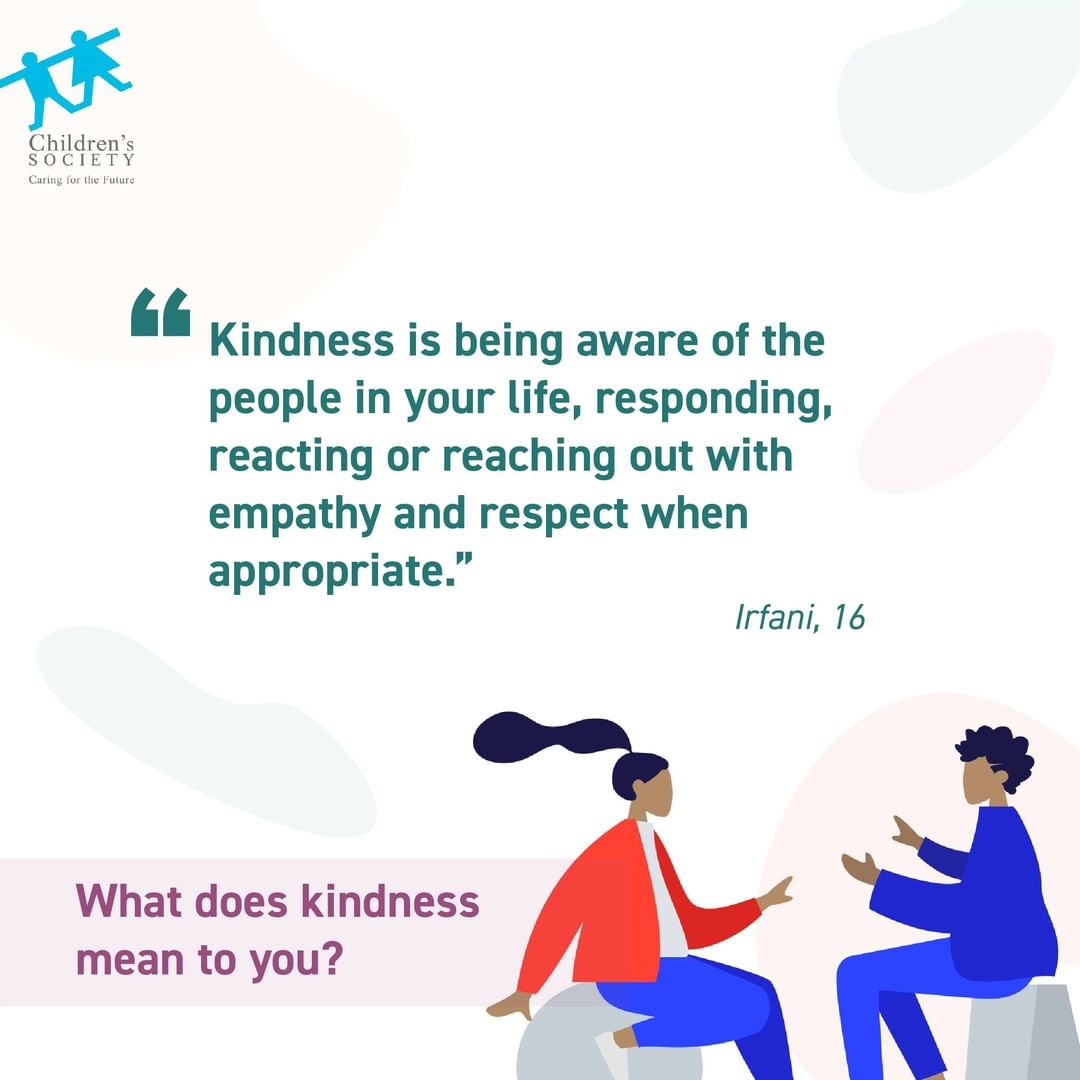 Children's
SOCIETY
Caring for the Future
“Kindness is being aware of the
people in your life, responding,
reacting or reaching out with
empathy and respect when
appropriate.”
Irfani, 16
What does kindness
mean to you?